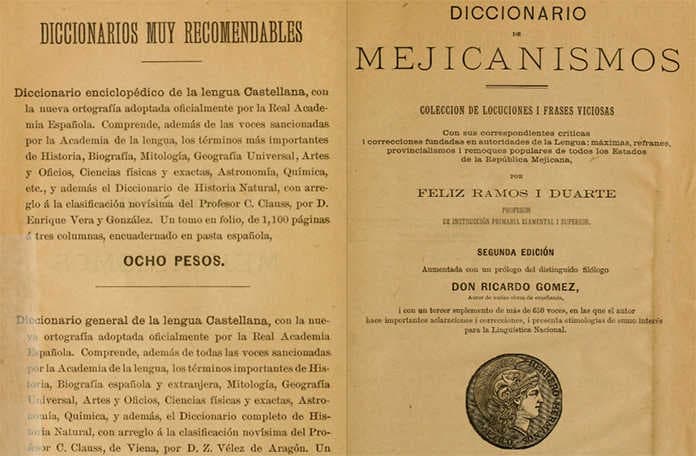 DICCIONARIOS MUY RECOMENDABLES
Diccionario enciclopédico de la lengua Castellana, con
la nueva ortografía adoptada oficialmente por la Real Acade-
mia Española. Comprende, además de las voces sancionadas
por la Academia de la lengua, los términos más importantes
de Historia, Biografía, Mitología, Geografía Universal, Artes
y Oficios, Ciencias físicas y exactas, Astronomía, Química,
etc., y además el Diccionario de Historia Natural, con arre-
glo á la clasificación novísima del Profesor C. Clauss, por D.
Enrique Vera y González. Un tomo en folio, de 1,100 páginas
á tres columnas, encuadernado en pasta española,
OCHO PESOS.
Diccionario general de la lengua Castellana, con la nue-
va ortografía adoptada oficialmente por la Real Academia
Española. Comprende, además de todas las voces sancionadas
por la Academia de la lengua, los términos importantes de His-
toria, Biografía española y extranjera, Mitología, Geografía
Universal, Artes y Oficios, Ciencias físicas y exactas, Astro-
nomía, Quimica, y además, el Diccionario completo de His-
toria Natural, con arreglo á la clasificación novísima del Pro-
fesor C. Clauss, de Viena, por D. Z. Vélez de Aragón. Un
DICCIONARIO
DE
MEJICANISMOS
COLECCION DE LOCUCIONES I FRASES VICIOSAS
Con sus correspondientes críticas
i correcciones fundadas en autoridades de la Lengua: máximas, refranes,
provincialismos i remoques populares de todos los Estados
de la República Mejicana,
POR
FELIZ RAMOS I DUARTE
PROFESOR
DE INSTRUCCIÓN PRIMARIA ELEMENTAL I SUPERIOR.
SEGUNDA EDICIÓN
Aumentada con un prólogo del distinguido filólogo
DON RICARDO GOMEZ,
Autor de varias obras de enseñanza,
i con un tercer suplemento de más de 650 voces, en las que el autor
hace importantes aclaraciones i correcciones, i presenta etimologías de sumo interés
para la Lingüística Nacional.
HERRERO HERMANOS